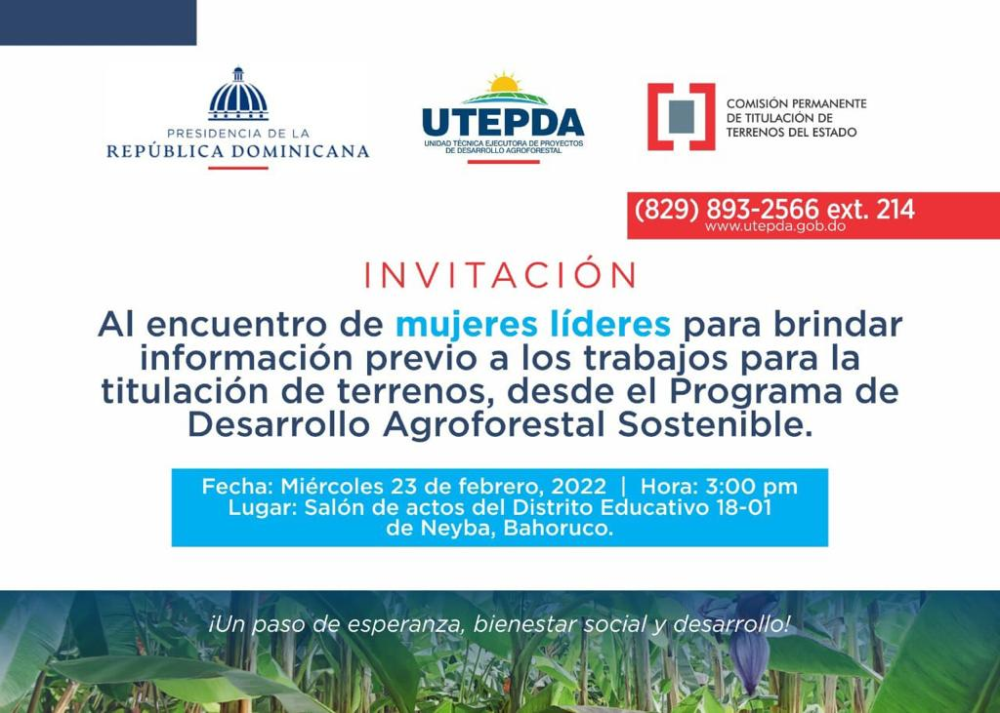 PRESIDENCIA DE LA
REPÚBLICA DOMINICANA
UTEPDA
UNIDAD TÉCNICA EJECUTORA DE PROYECTOS
DE DESARROLLO AGROFORESTAL
COMISIÓN PERMANENTE
DE TITULACIÓN DE
TERRENOS DEL ESTADO
(829) 893-2566 ext. 214
www.utepda.gob.do
INVITACIÓN
Al encuentro de mujeres líderes para brindar
información previo a los trabajos para la
titulación de terrenos, desde el Programa de
Desarrollo Agroforestal Sostenible.
Fecha: Miércoles 23 de febrero, 2022 | Hora: 3:00 pm
Lugar: Salón de actos del Distrito Educativo 18-01
de Neyba, Bahoruco.
¡Un paso de esperanza, bienestar social y desarrollo!